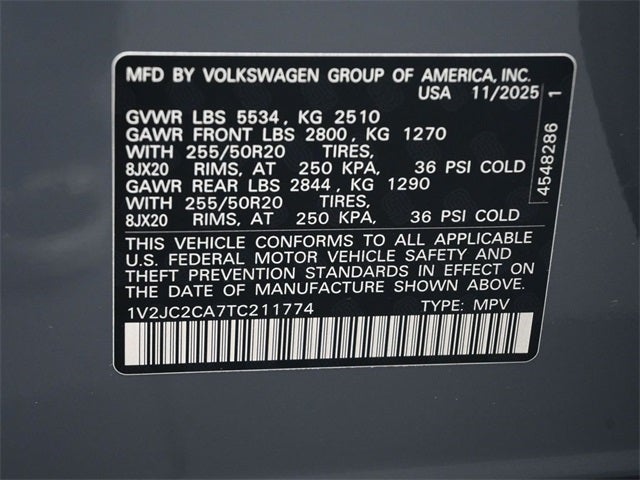 MFD BY VOLKSWAGEN GROUP OF AMERICA, INC.
USA 11/2025
GVWR LBS 5534, KG 2510
GAWR FRONT LBS 2800, KG 1270
WITH 255/50R20 TIRES,
8JX20 RIMS, AT 250 KPA, 36 PSI COLD
GAWR REAR LBS 2844, KG 1290
WITH 255/50R20 TIRES,
8JX20 RIMS, AT 250 KPA, 36 PSI COLD
THIS VEHICLE CONFORMS TO ALL APPLICABLE
U.S. FEDERAL MOTOR VEHICLE SAFETY AND
THEFT PREVENTION STANDARDS IN EFFECT ON
THE DATE OF MANUFACTURE SHOWN ABOVE.
1V2JC2CA7TC211774 TYPE: MPV
4548286 1